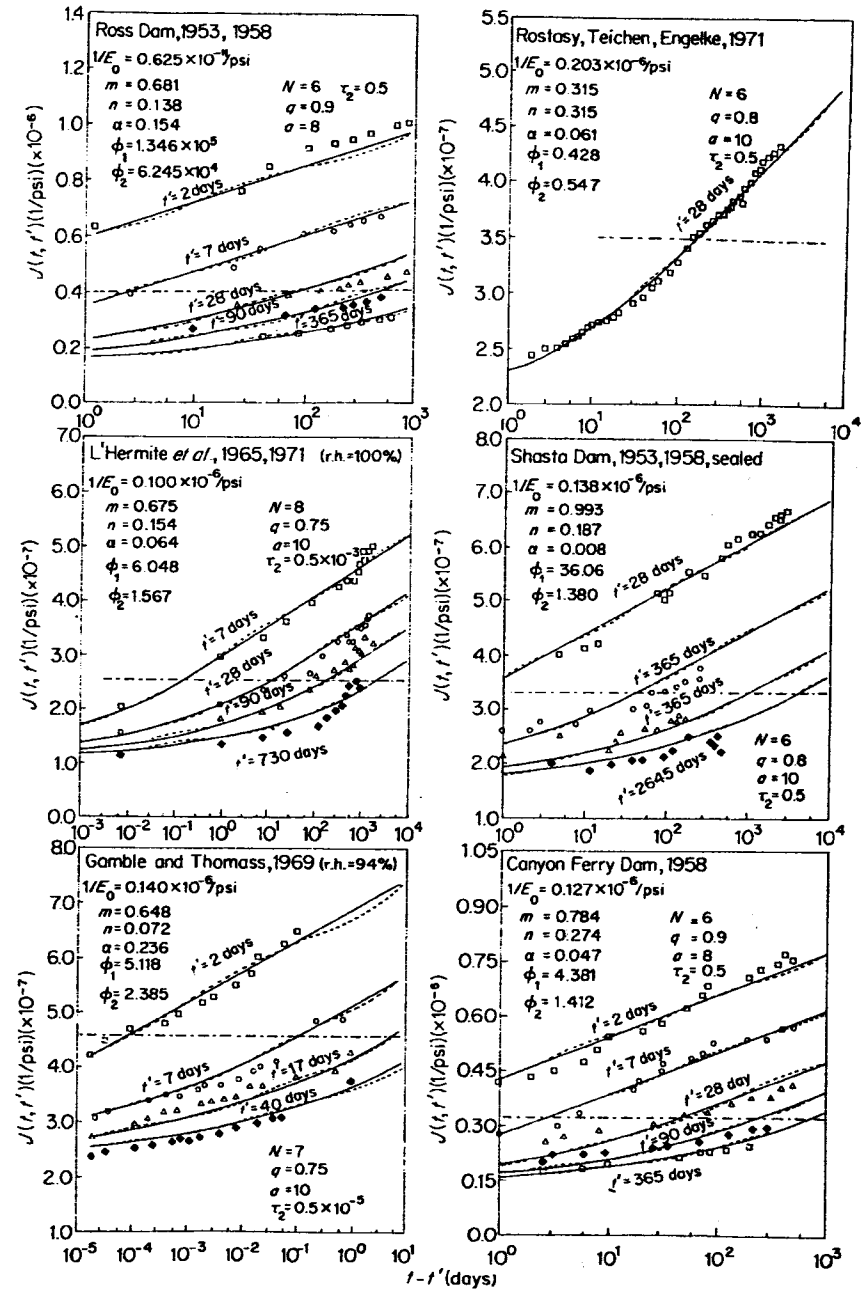 Ross Dam, 1953, 1958
1/E₀ = 0.625×10⁻⁶/psi
m = 0.681
n = 0.138
α = 0.154
ϕ₁ = 1.346×10⁵
ϕ₂ = 6.245×10⁴
N = 6
q = 0.9
a = 8
τ₂ = 0.5
t' = 2 days
t' = 7 days
t' = 28 days
t' = 90 days
t' = 365 days
J(t, t')(1/psi)(×10⁻⁶)
1.4
1.2
1.0
0.8
0.6
0.4
0.2
0.0
10⁰ 10¹ 10² 10³
Rostasy, Teichen, Engelke, 1971
1/E₀ = 0.203×10⁻⁶/psi
m = 0.315
n = 0.315
α = 0.061
ϕ₁ = 0.428
ϕ₂ = 0.547
N = 6
q = 0.8
a = 10
τ₂ = 0.5
t' = 28 days
J(t, t')(1/psi)(×10⁻⁷)
5.5
5.0
4.5
4.0
3.5
3.0
2.5
2.0
10⁰ 10¹ 10² 10³ 10⁴
L'Hermite et al., 1965, 1971 (r.h.=100%)
1/E₀ = 0.100×10⁻⁶/psi
m = 0.675
n = 0.154
α = 0.064
ϕ₁ = 6.048
ϕ₂ = 1.567
N = 8
q = 0.75
a = 10
τ₂ = 0.5×10⁻³
t' = 7 days
t' = 28 days
t' = 90 days
t' = 730 days
J(t, t')(1/psi)(×10⁻⁷)
7.0
6.0
5.0
4.0
3.0
2.0
1.0
0.0
10⁻³ 10⁻² 10⁻¹ 10⁰ 10¹ 10² 10³ 10⁴
Shasta Dam, 1953, 1958, sealed
1/E₀ = 0.138×10⁻⁶/psi
m = 0.993
n = 0.187
α = 0.008
ϕ₁ = 36.06
ϕ₂ = 1.380
t' = 28 days
t' = 365 days
t' = 365 days
t' = 2645 days
N = 6
q = 0.8
a = 10
τ₂ = 0.5
J(t, t')(1/psi)(×10⁻⁷)
8.0
7.0
6.0
5.0
4.0
3.0
2.0
1.0
10⁰ 10¹ 10² 10³ 10⁴
Gamble and Thomass, 1969 (r.h.=94%)
1/E₀ = 0.140×10⁻⁶/psi
m = 0.648
n = 0.072
α = 0.236
ϕ₁ = 5.118
ϕ₂ = 2.385
t' = 2 days
t' = 7 days
t' = 17 days
t' = 40 days
N = 7
q = 0.75
a = 10
τ₂ = 0.5×10⁻⁵
J(t, t')(1/psi)(×10⁻⁷)
8.0
7.0
6.0
5.0
4.0
3.0
2.0
1.0
10⁻⁵ 10⁻⁴ 10⁻³ 10⁻² 10⁻¹ 10⁰ 10¹
Canyon Ferry Dam, 1958
1/E₀ = 0.127×10⁻⁶/psi
m = 0.784
n = 0.274
α = 0.047
ϕ₁ = 4.381
ϕ₂ = 1.412
N = 6
q = 0.9
a = 8
τ₂ = 0.5
t' = 2 days
t' = 7 days
t' = 28 day
t' = 90 days
t' = 365 days
J(t, t')(1/psi)(×10⁻⁶)
1.05
0.90
0.75
0.60
0.45
0.30
0.15
0.0
10⁰ 10¹ 10² 10³
t-t' (days)